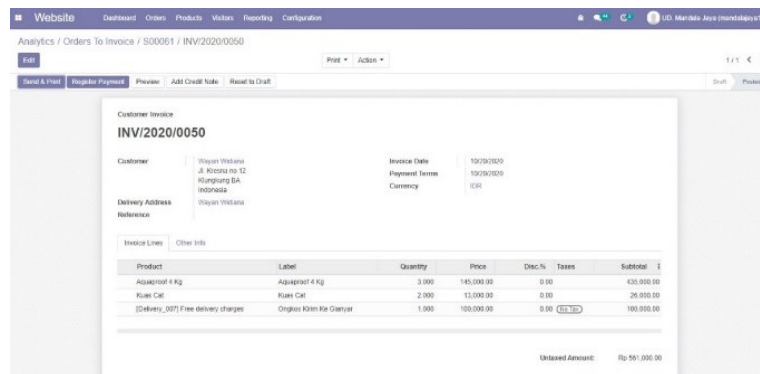 Website Dashboard Orders Products Visitors Reporting Configuration UD. Mandala Jaya (mandalajaya1
Analytics / Orders To Invoice / S00061 / INV/2020/0050
Edit Print Action 1 / 1
Send & Print Register Payment Preview Add Credit Note Reset to Draft Draft Posted
Customer Invoice
INV/2020/0050
Customer Wayan Widiana Invoice Date 10/20/2020
Jl. Kresna no 12 Payment Terms 10/20/2020
Klungkung BA Currency IDR
Indonesia
Delivery Address Wayan Widiana
Reference
Invoice Lines Other Info
Product Label Quantity Price Disc.% Taxes Subtotal
Aquaproof 4 Kg Aquaproof 4 Kg 3.000 145,000.00 0.00 435,000.00
Kuas Cat Kuas Cat 2.000 13,000.00 0.00 26,000.00
[Delivery_007] Free delivery charges Ongkos Kirim Ke Gianyar 1.000 100,000.00 0.00 No Tax 100,000.00
Untaxed Amount: Rp 561,000.00